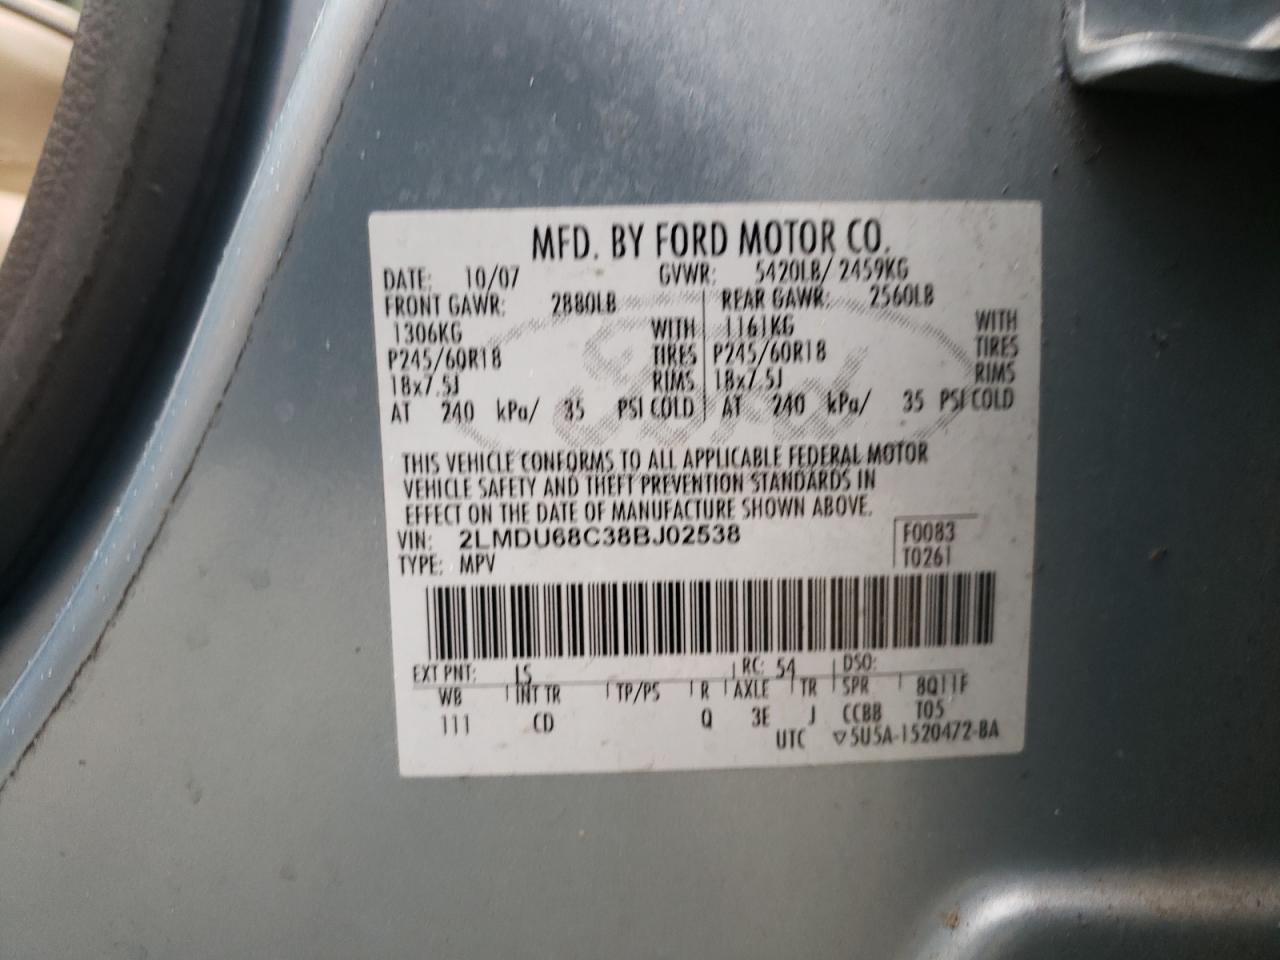 MFD. BY FORD MOTOR CO.
DATE: 10/07 GVWR: 5420LB/ 2459KG
FRONT GAWR: 2880LB REAR GAWR: 2560LB
1306KG WITH 1161KG WITH
P245/60R18 TIRES P245/60R18 TIRES
18x7.5J RIMS 18x7.5J RIMS
AT 240 kPa/ 35 PSI COLD AT 240 kPa/ 35 PSI COLD
THIS VEHICLE CONFORMS TO ALL APPLICABLE FEDERAL MOTOR
VEHICLE SAFETY AND THEFT PREVENTION STANDARDS IN
EFFECT ON THE DATE OF MANUFACTURE SHOWN ABOVE.
VIN: 2LMDU68C38BJ02538 F0083
TYPE: MPV T0261
EXT PNT: JS RC: 54 DSO:
WB INT TR TP/PS R AXLE TR SPR 8Q11F
111 CD Q 3E J CCBB T05
UTC ▽5U5A-1520472-BA